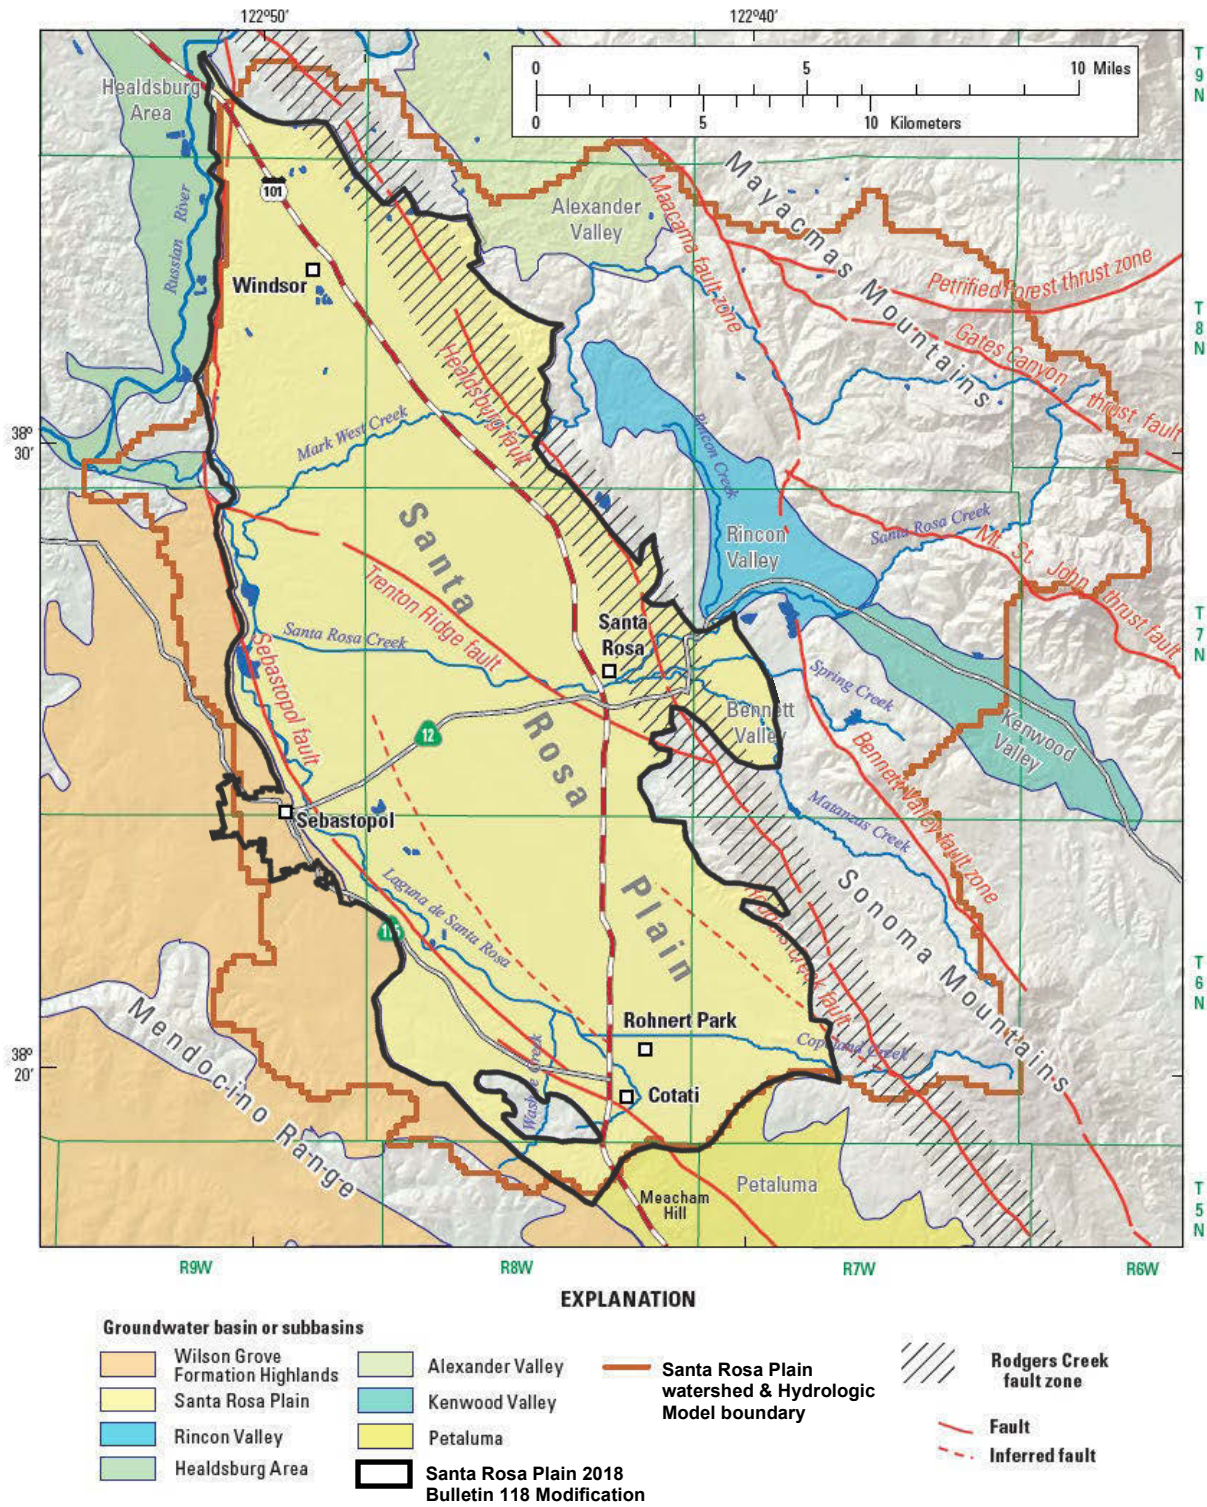 122º50'
122º40'
0 5 10 Miles
0 5 10 Kilometers
T
9
N
Healdsburg
Area
Mayacmas Mountains
101
Russian River
Alexander
Valley
Maacama fault zone
Petrified Forest thrust zone
Windsor
T
8
N
Gates Canyon
thrust fault
Healdsburg fault
Mark West Creek
Rincon Creek
38º
30'
Santa Rosa Plain
Rincon
Valley
Santa Rosa Creek
Mt. St. John thrust fault
Trenton Ridge fault
Santa
Rosa
T
7
N
Santa Rosa Creek
Sebastopol fault
Spring Creek
Bennett
Valley
Kenwood
Valley
12
Bennett Valley fault zone
Matanzas Creek
Sebastopol
Laguna de Santa Rosa
Sonoma Mountains
Creek fault
T
6
N
Mendocino Range
Rohnert Park
Copeland Creek
38º
20'
Creek
Cotati
Petaluma
Meacham
Hill
T
5
N
R9W R8W R7W R6W
EXPLANATION
Groundwater basin or subbasins
Wilson Grove
Formation Highlands
Santa Rosa Plain
Rincon Valley
Healdsburg Area
Alexander Valley
Kenwood Valley
Petaluma
Santa Rosa Plain 2018
Bulletin 118 Modification
Santa Rosa Plain
watershed & Hydrologic
Model boundary
Rodgers Creek
fault zone
Fault
Inferred fault